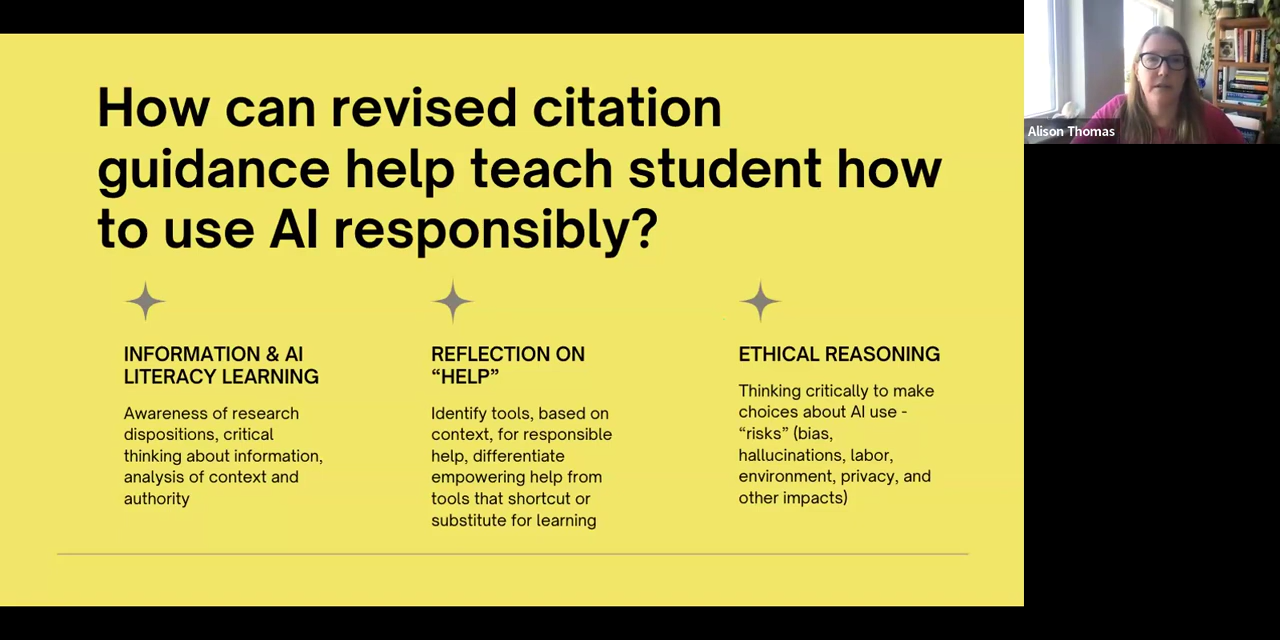 How can revised citation
guidance help teach student how
to use AI responsibly?
INFORMATION & AI
LITERACY LEARNING
Awareness of research
dispositions, critical
thinking about information,
analysis of context and
authority
REFLECTION ON
“HELP”
Identify tools, based on
context, for responsible
help, differentiate
empowering help from
tools that shortcut or
substitute for learning
ETHICAL REASONING
Thinking critically to make
choices about AI use -
“risks” (bias,
hallucinations, labor,
environment, privacy, and
other impacts)
Alison Thomas